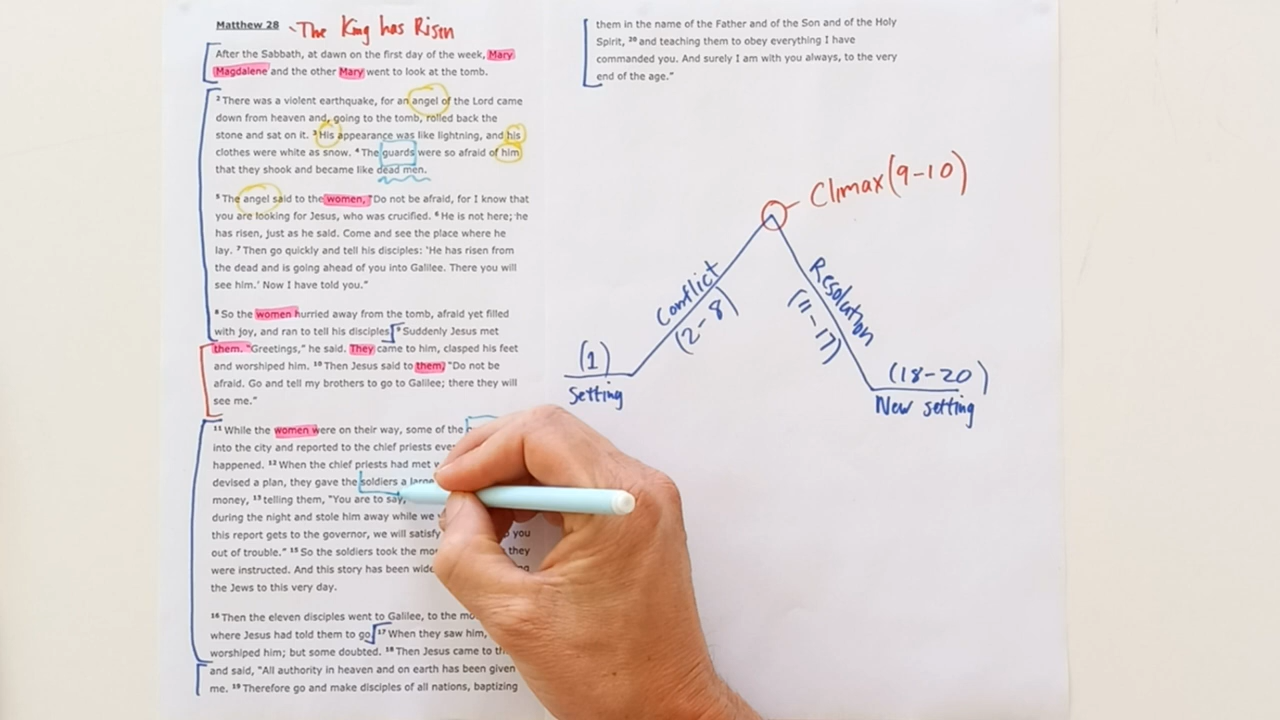 Matthew 28 - The King has Risen
After the Sabbath, at dawn on the first day of the week, Mary
Magdalene and the other Mary went to look at the tomb.
2 There was a violent earthquake, for an angel of the Lord came
down from heaven and, going to the tomb, rolled back the
stone and sat on it. 3 His appearance was like lightning, and his
clothes were white as snow. 4 The guards were so afraid of him
that they shook and became like dead men.
5 The angel said to the women, "Do not be afraid, for I know that
you are looking for Jesus, who was crucified. 6 He is not here; he
has risen, just as he said. Come and see the place where he
lay. 7 Then go quickly and tell his disciples: 'He has risen from
the dead and is going ahead of you into Galilee. There you will
see him.' Now I have told you."
8 So the women hurried away from the tomb, afraid yet filled
with joy, and ran to tell his disciples. 9 Suddenly Jesus met
them. "Greetings," he said. They came to him, clasped his feet
and worshiped him. 10 Then Jesus said to them, "Do not be
afraid. Go and tell my brothers to go to Galilee; there they will
see me."
11 While the women were on their way, some of the
into the city and reported to the chief priests
happened. 12 When the chief priests had met
devised a plan, they gave the soldiers a
money, 13 telling them, "You are to say,
during the night and stole him away while we
this report gets to the governor, we will satisfy you
out of trouble." 15 So the soldiers took the they
were instructed. And this story has been
the Jews to this very day.
16 Then the eleven disciples went to Galilee, to the
where Jesus had told them to go. 17 When they saw him,
worshiped him; but some doubted. 18 Then Jesus came to
and said, "All authority in heaven and on earth has been given
me. 19 Therefore go and make disciples of all nations, baptizing
them in the name of the Father and of the Son and of the Holy
Spirit, 20 and teaching them to obey everything I have
commanded you. And surely I am with you always, to the very
end of the age."
Climax (9-10)
Conflict
(2-8)
Resolution
(11-17)
(1)
Setting
(18-20)
New setting